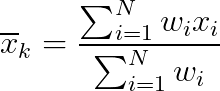 $\overline{x}_k = \frac{\sum_{i=1}^{N} w_i x_i}{\sum_{i=1}^{N} w_i}$